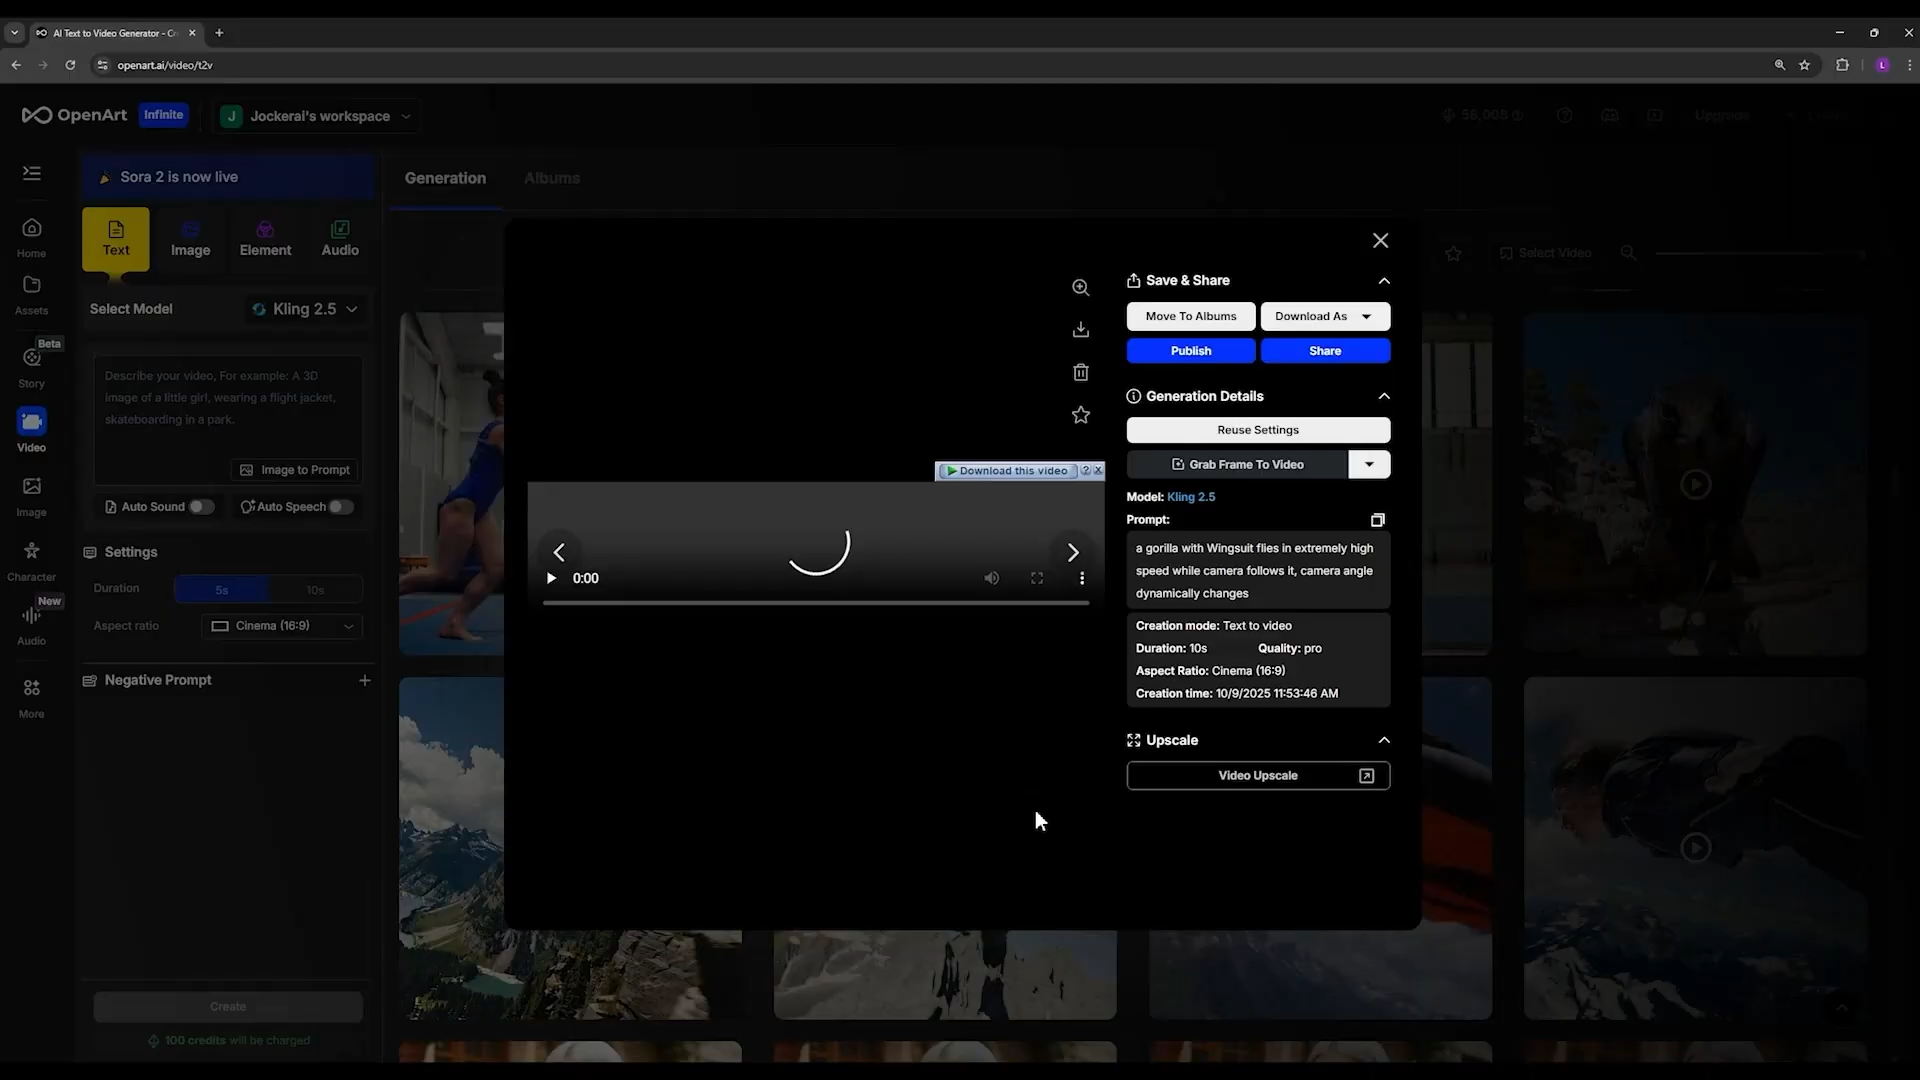 AI Text to Video Generator - Cr
openart.ai/video/t2v
L
OpenArt
Infinite
J
Jockerai's workspace
58,008
Upgrade
Sora 2 is now live
Generation
Albums
Text
Image
Element
Audio
Select Video
Home
Assets
Beta
Story
Video
Image
Character
New
Audio
More
Select Model
Kling 2.5
Describe your video, For example: A 3D
image of a little girl, wearing a flight jacket,
skateboarding in a park.
Image to Prompt
Auto Sound
Auto Speech
Settings
Duration
5s
10s
Aspect ratio
Cinema (16:9)
Negative Prompt
Create
100 credits will be charged
Download this video
?
0:00
Save & Share
Move To Albums
Download As
Publish
Share
Generation Details
Reuse Settings
Grab Frame To Video
Model: Kling 2.5
Prompt:
a gorilla with Wingsuit flies in extremely high
speed while camera follows it, camera angle
dynamically changes
Creation mode: Text to video
Duration: 10s
Quality: pro
Aspect Ratio: Cinema (16:9)
Creation time: 10/9/2025 11:53:46 AM
Upscale
Video Upscale